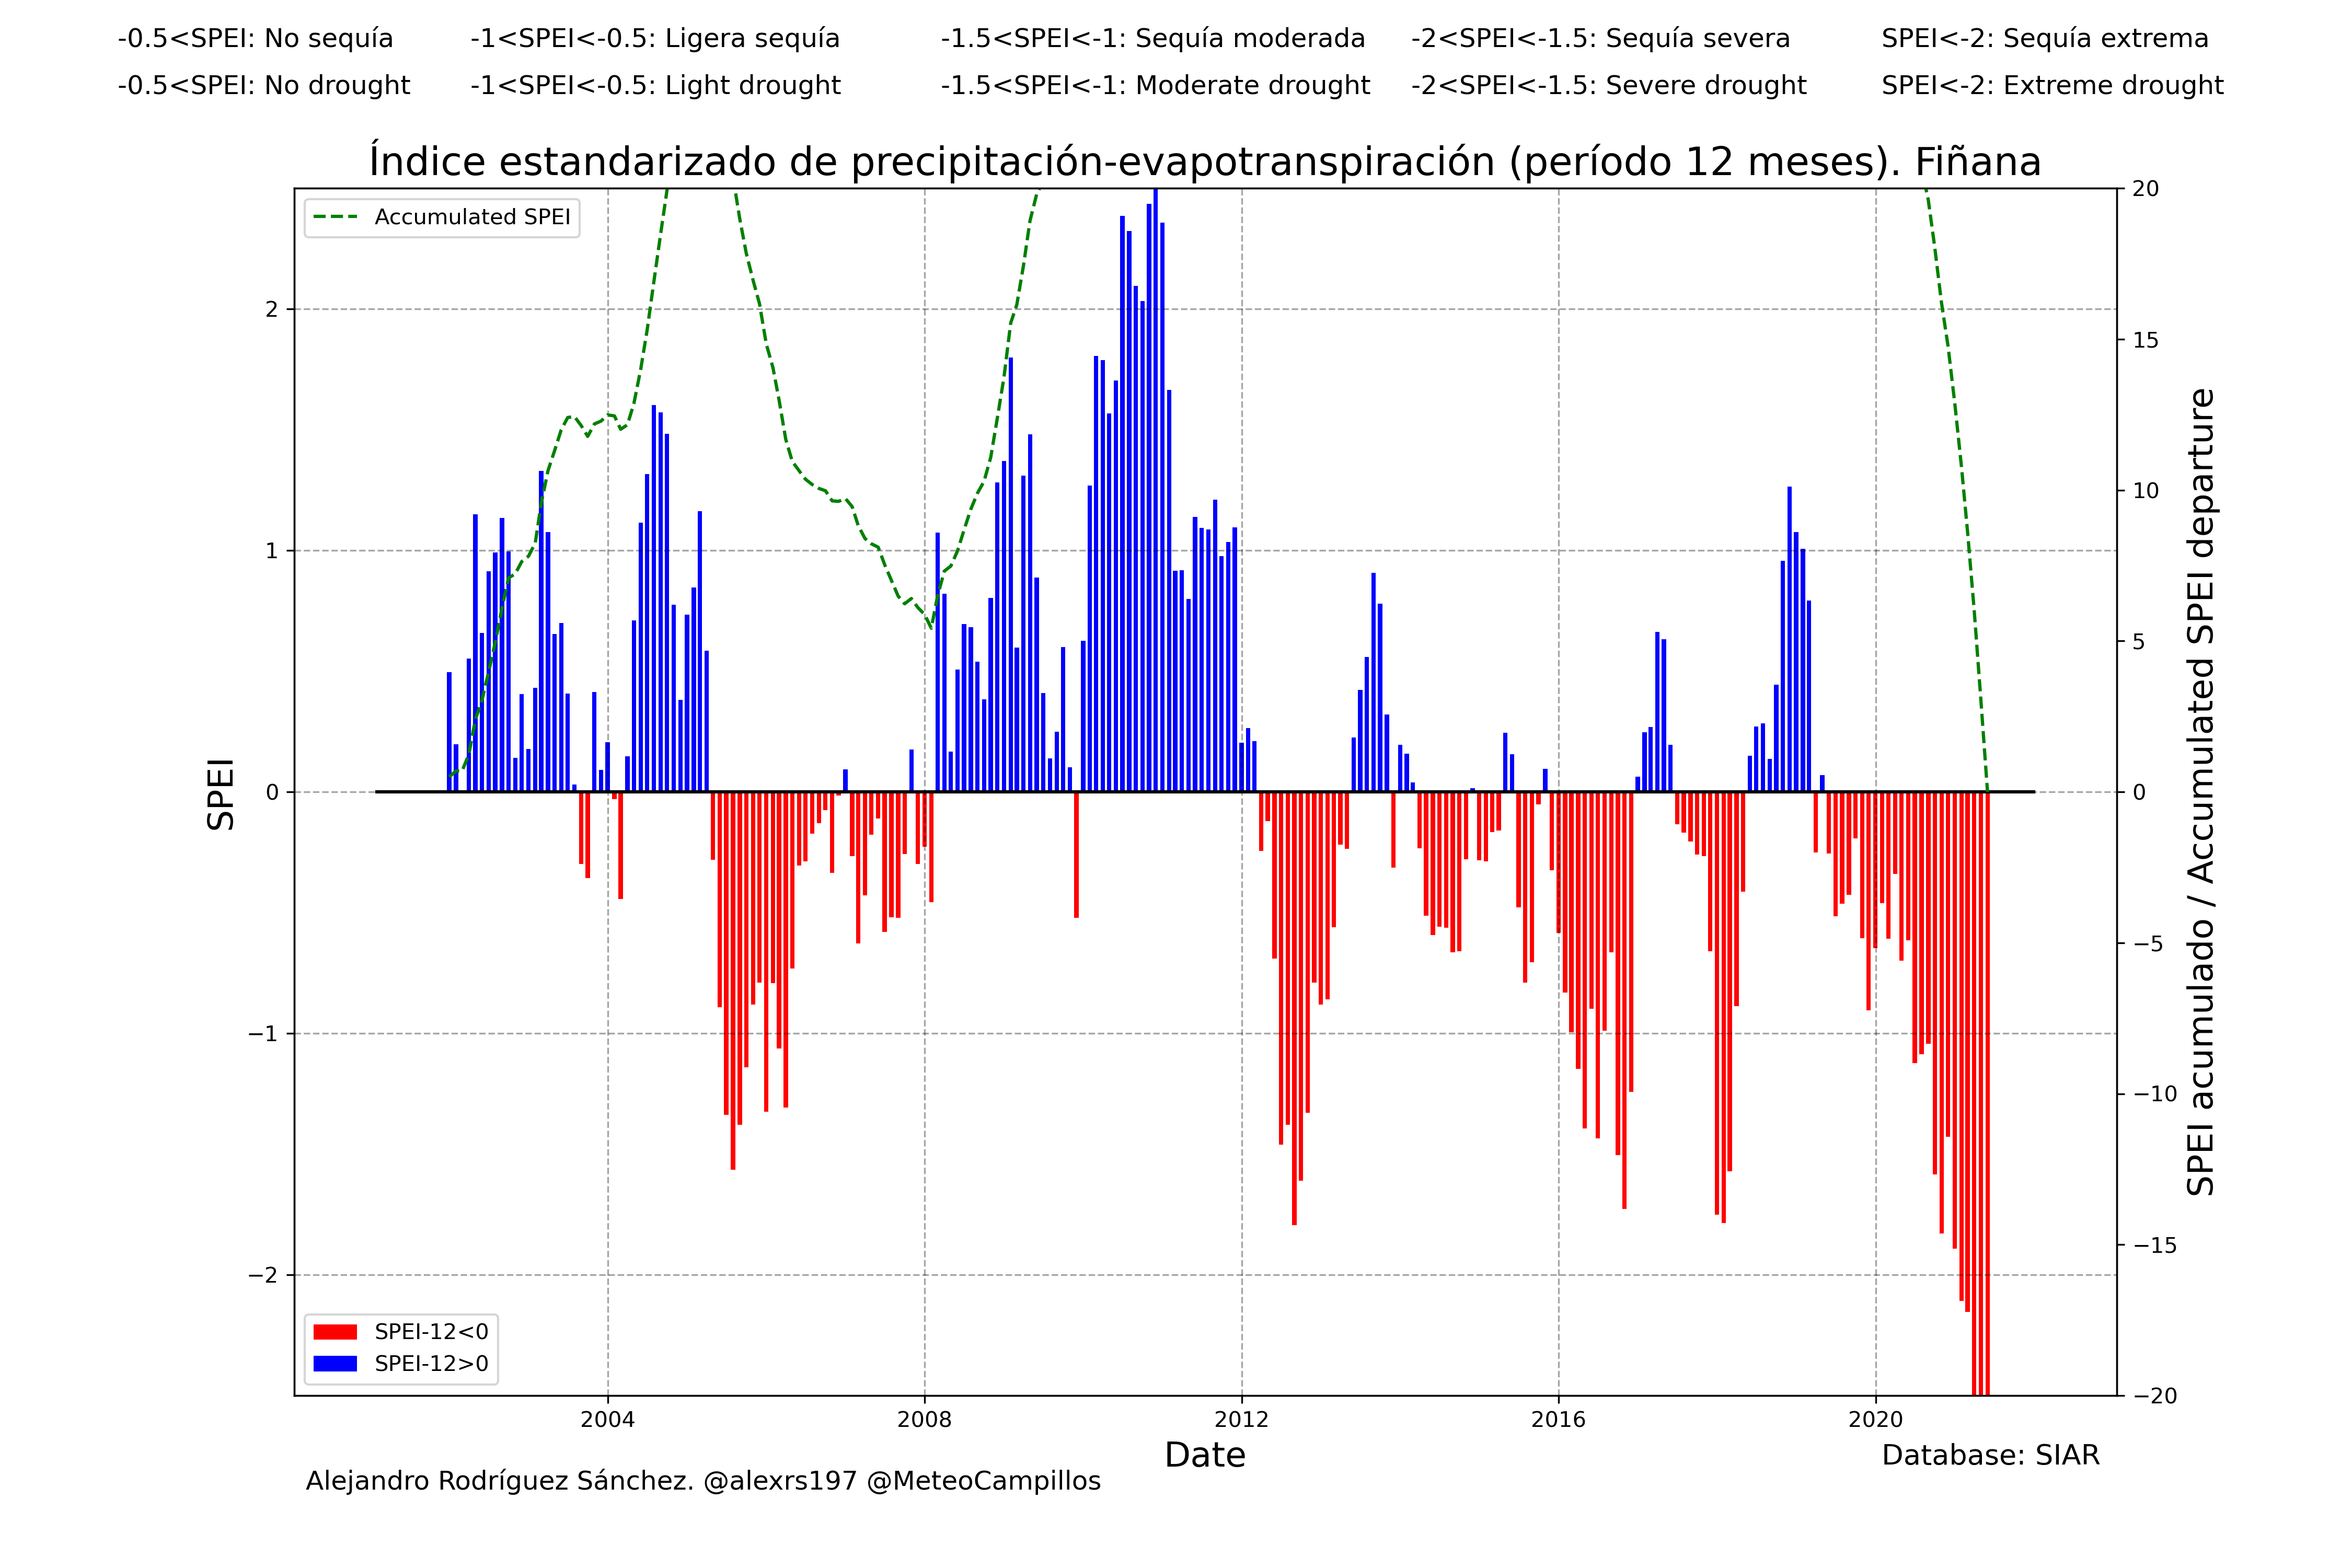 -0.5<SPEI: No sequía -1<SPEI<-0.5: Ligera sequía -1.5<SPEI<-1: Sequía moderada -2<SPEI<-1.5: Sequía severa SPEI<-2: Sequía extrema
-0.5<SPEI: No drought -1<SPEI<-0.5: Light drought -1.5<SPEI<-1: Moderate drought -2<SPEI<-1.5: Severe drought SPEI<-2: Extreme drought
Índice estandarizado de precipitación-evapotranspiración (período 12 meses). Fiñana
Accumulated SPEI
SPEI
2
1
0
−1
−2
20
15
10
5
0
−5
−10
−15
−20
SPEI acumulado / Accumulated SPEI departure
SPEI-12<0
SPEI-12>0
2004 2008 2012 2016 2020
Date
Database: SIAR
Alejandro Rodríguez Sánchez. @alexrs197 @MeteoCampillos